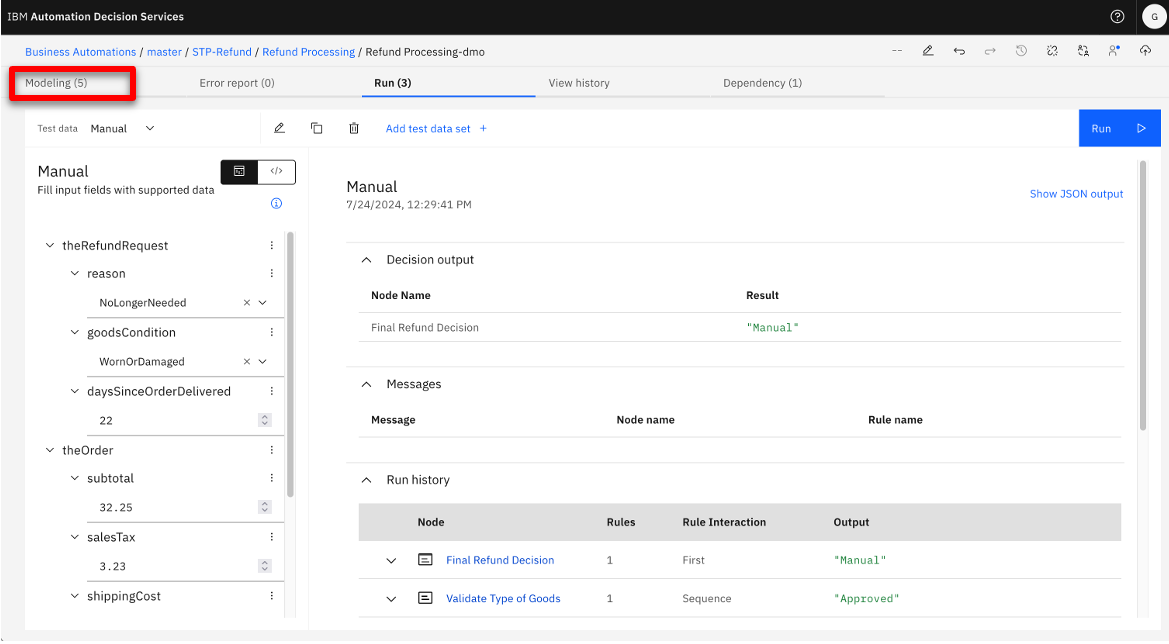 IBM Automation Decision Services
G
Business Automations / master / STP-Refund / Refund Processing / Refund Processing-dmo
Modeling (5) Error report (0) Run (3) View history Dependency (1)
Test data Manual Add test data set + Run
Manual </>
Fill input fields with supported data
theRefundRequest
reason
NoLongerNeeded
goodsCondition
WornOrDamaged
daysSinceOrderDelivered
22
theOrder
subtotal
32.25
salesTax
3.23
shippingCost
Manual
7/24/2024, 12:29:41 PM
Show JSON output
Decision output
Node Name Result
Final Refund Decision "Manual"
Messages
Message Node name Rule name
Run history
Node Rules Rule Interaction Output
Final Refund Decision 1 First "Manual"
Validate Type of Goods 1 Sequence "Approved"